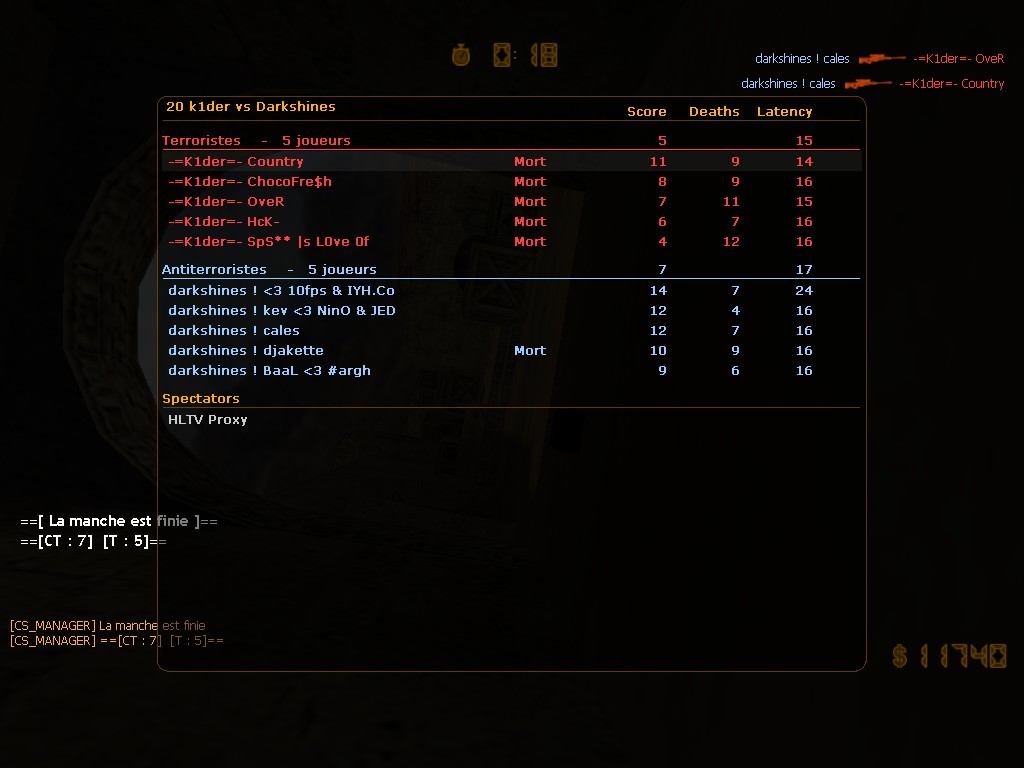 0:18
darkshines ! cales -=K1der=- OveR
darkshines ! cales -=K1der=- Country
20 k1der vs Darkshines Score Deaths Latency
Terroristes - 5 joueurs 5 15
-=K1der=- Country Mort 11 9 14
-=K1der=- ChocoFre$h Mort 8 9 16
-=K1der=- OveR Mort 7 11 15
-=K1der=- HcK- Mort 6 7 16
-=K1der=- SpS** |s L0ve 0f Mort 4 12 16
Antiterroristes - 5 joueurs 7 17
darkshines ! <3 10fps & IYH.Co 14 7 24
darkshines ! kev <3 NinO & JED 12 4 16
darkshines ! cales 12 7 16
darkshines ! djakette Mort 10 9 16
darkshines ! BaaL <3 #argh 9 6 16
Spectators
HLTV Proxy
==[ La manche est finie ]==
==[CT : 7] [T : 5]==
[CS_MANAGER] La manche est finie
[CS_MANAGER] ==[CT : 7] [T : 5]==
$ 11740